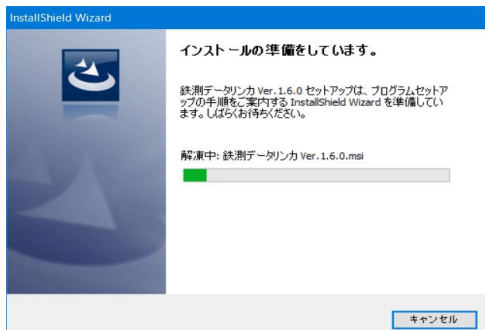 InstallShield Wizard
インストールの準備をしています。
鉄測データリンカ Ver.1.6.0 セットアップは、プログラムセットア
ップの手順をご案内する InstallShield Wizard を準備してい
ます。しばらくお待ちください。
解凍中: 鉄測データリンカ Ver.1.6.0.msi
キャンセル